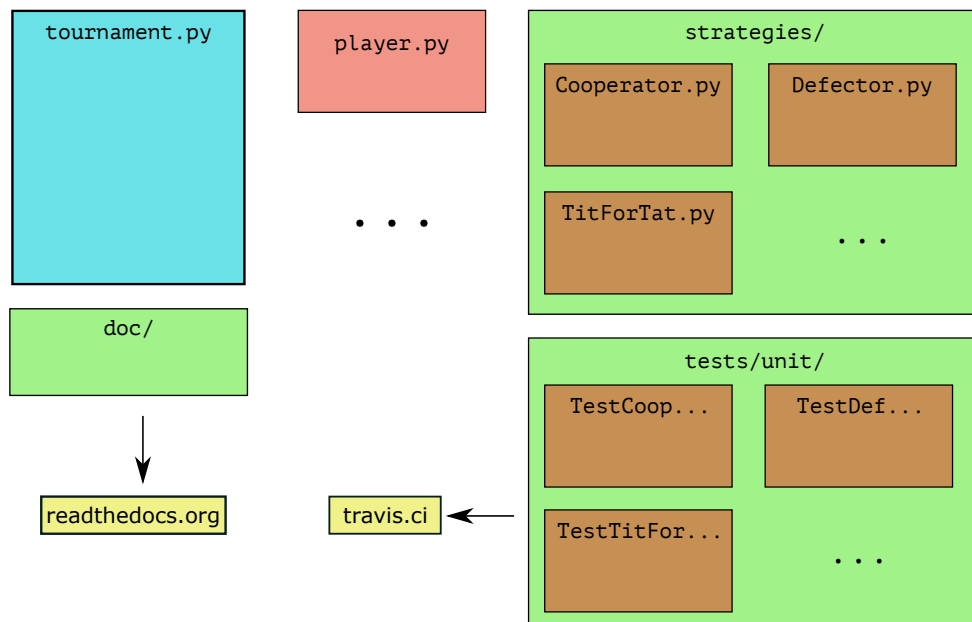 tournament.py
player.py
strategies/
Cooperator.py
Defector.py
TitForTat.py
...
...
doc/
tests/unit/
TestCoop...
TestDef...
readthedocs.org
travis.ci
TestTitFor...
...